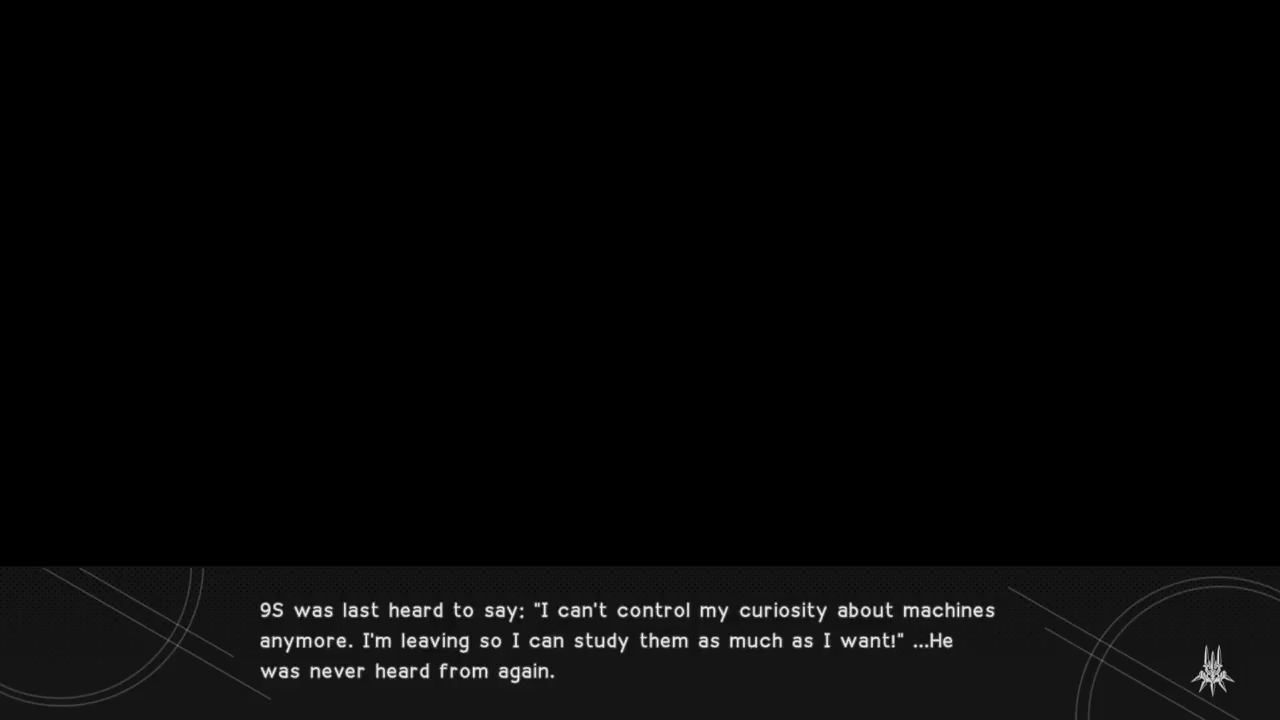 9S was last heard to say: "I can't control my curiosity about machines
anymore. I'm leaving so I can study them as much as I want!" ...He
was never heard from again.